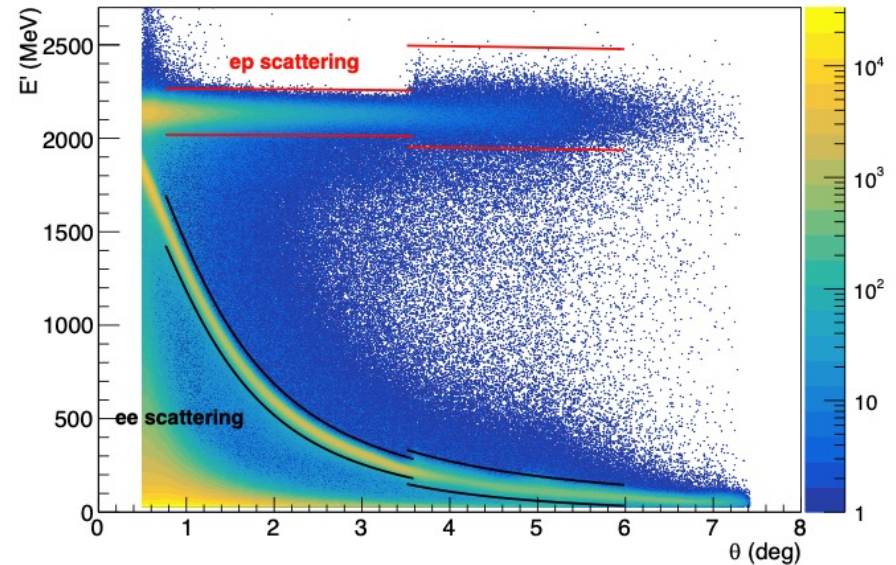 E' (MeV)
2500
2000
1500
1000
500
0
ep scattering
ee scattering
0 1 2 3 4 5 6 7 8
θ (deg)
10⁴
10³
10²
10
1